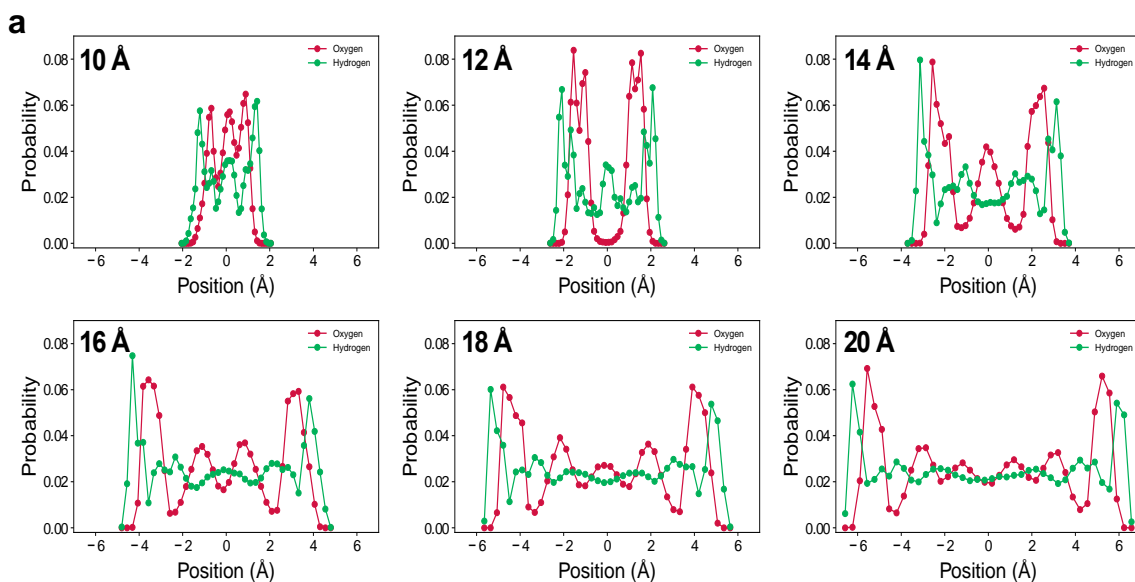 a
10 Å
Oxygen
Hydrogen
0.08
0.06
0.04
0.02
0.00
Probability
−6 −4 −2 0 2 4 6
Position (Å)
12 Å
Oxygen
Hydrogen
0.08
0.06
0.04
0.02
0.00
Probability
−6 −4 −2 0 2 4 6
Position (Å)
14 Å
Oxygen
Hydrogen
0.08
0.06
0.04
0.02
0.00
Probability
−6 −4 −2 0 2 4 6
Position (Å)
16 Å
Oxygen
Hydrogen
0.08
0.06
0.04
0.02
0.00
Probability
−6 −4 −2 0 2 4 6
Position (Å)
18 Å
Oxygen
Hydrogen
0.08
0.06
0.04
0.02
0.00
Probability
−6 −4 −2 0 2 4 6
Position (Å)
20 Å
Oxygen
Hydrogen
0.08
0.06
0.04
0.02
0.00
Probability
−6 −4 −2 0 2 4 6
Position (Å)